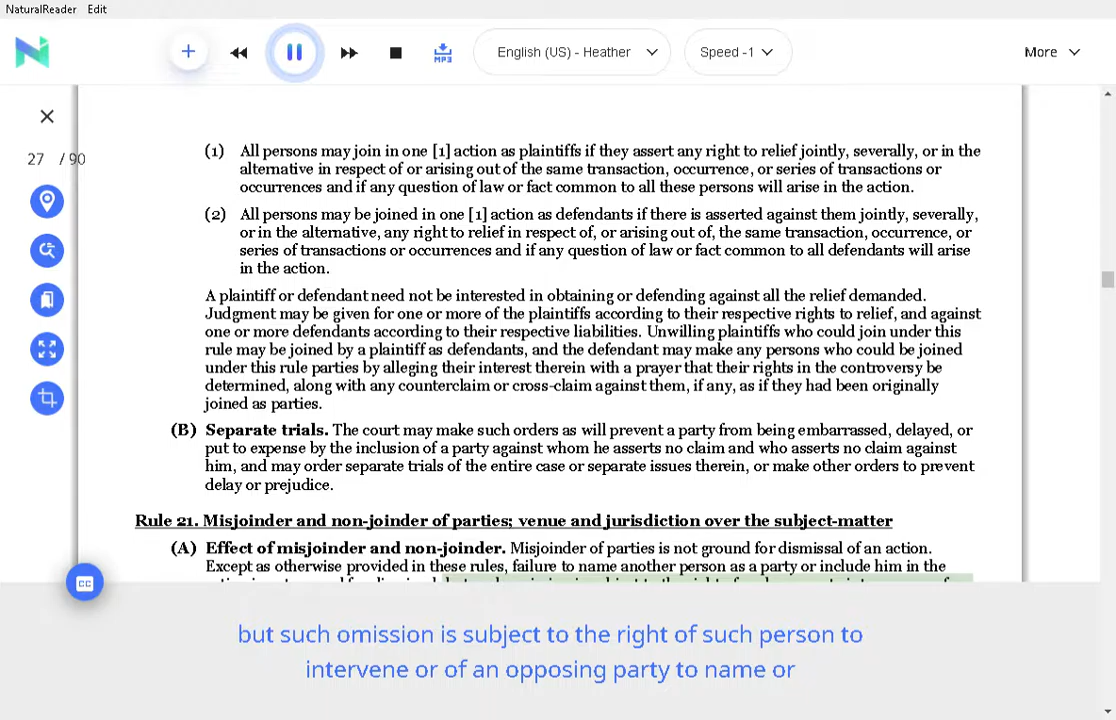 NaturalReader Edit
MP3
English (US) - Heather
Speed -1
More
27 / 90
(1) All persons may join in one [1] action as plaintiffs if they assert any right to relief jointly, severally, or in the
alternative in respect of or arising out of the same transaction, occurrence, or series of transactions or
occurrences and if any question of law or fact common to all these persons will arise in the action.
(2) All persons may be joined in one [1] action as defendants if there is asserted against them jointly, severally,
or in the alternative, any right to relief in respect of, or arising out of, the same transaction, occurrence, or
series of transactions or occurrences and if any question of law or fact common to all defendants will arise
in the action.
A plaintiff or defendant need not be interested in obtaining or defending against all the relief demanded.
Judgment may be given for one or more of the plaintiffs according to their respective rights to relief, and against
one or more defendants according to their respective liabilities. Unwilling plaintiffs who could join under this
rule may be joined by a plaintiff as defendants, and the defendant may make any persons who could be joined
under this rule parties by alleging their interest therein with a prayer that their rights in the controversy be
determined, along with any counterclaim or cross-claim against them, if any, as if they had been originally
joined as parties.
(B) Separate trials. The court may make such orders as will prevent a party from being embarrassed, delayed, or
put to expense by the inclusion of a party against whom he asserts no claim and who asserts no claim against
him, and may order separate trials of the entire case or separate issues therein, or make other orders to prevent
delay or prejudice.
Rule 21. Misjoinder and non-joinder of parties; venue and jurisdiction over the subject-matter
(A) Effect of misjoinder and non-joinder. Misjoinder of parties is not ground for dismissal of an action.
Except as otherwise provided in these rules, failure to name another person as a party or include him in the
CC
but such omission is subject to the right of such person to
intervene or of an opposing party to name or